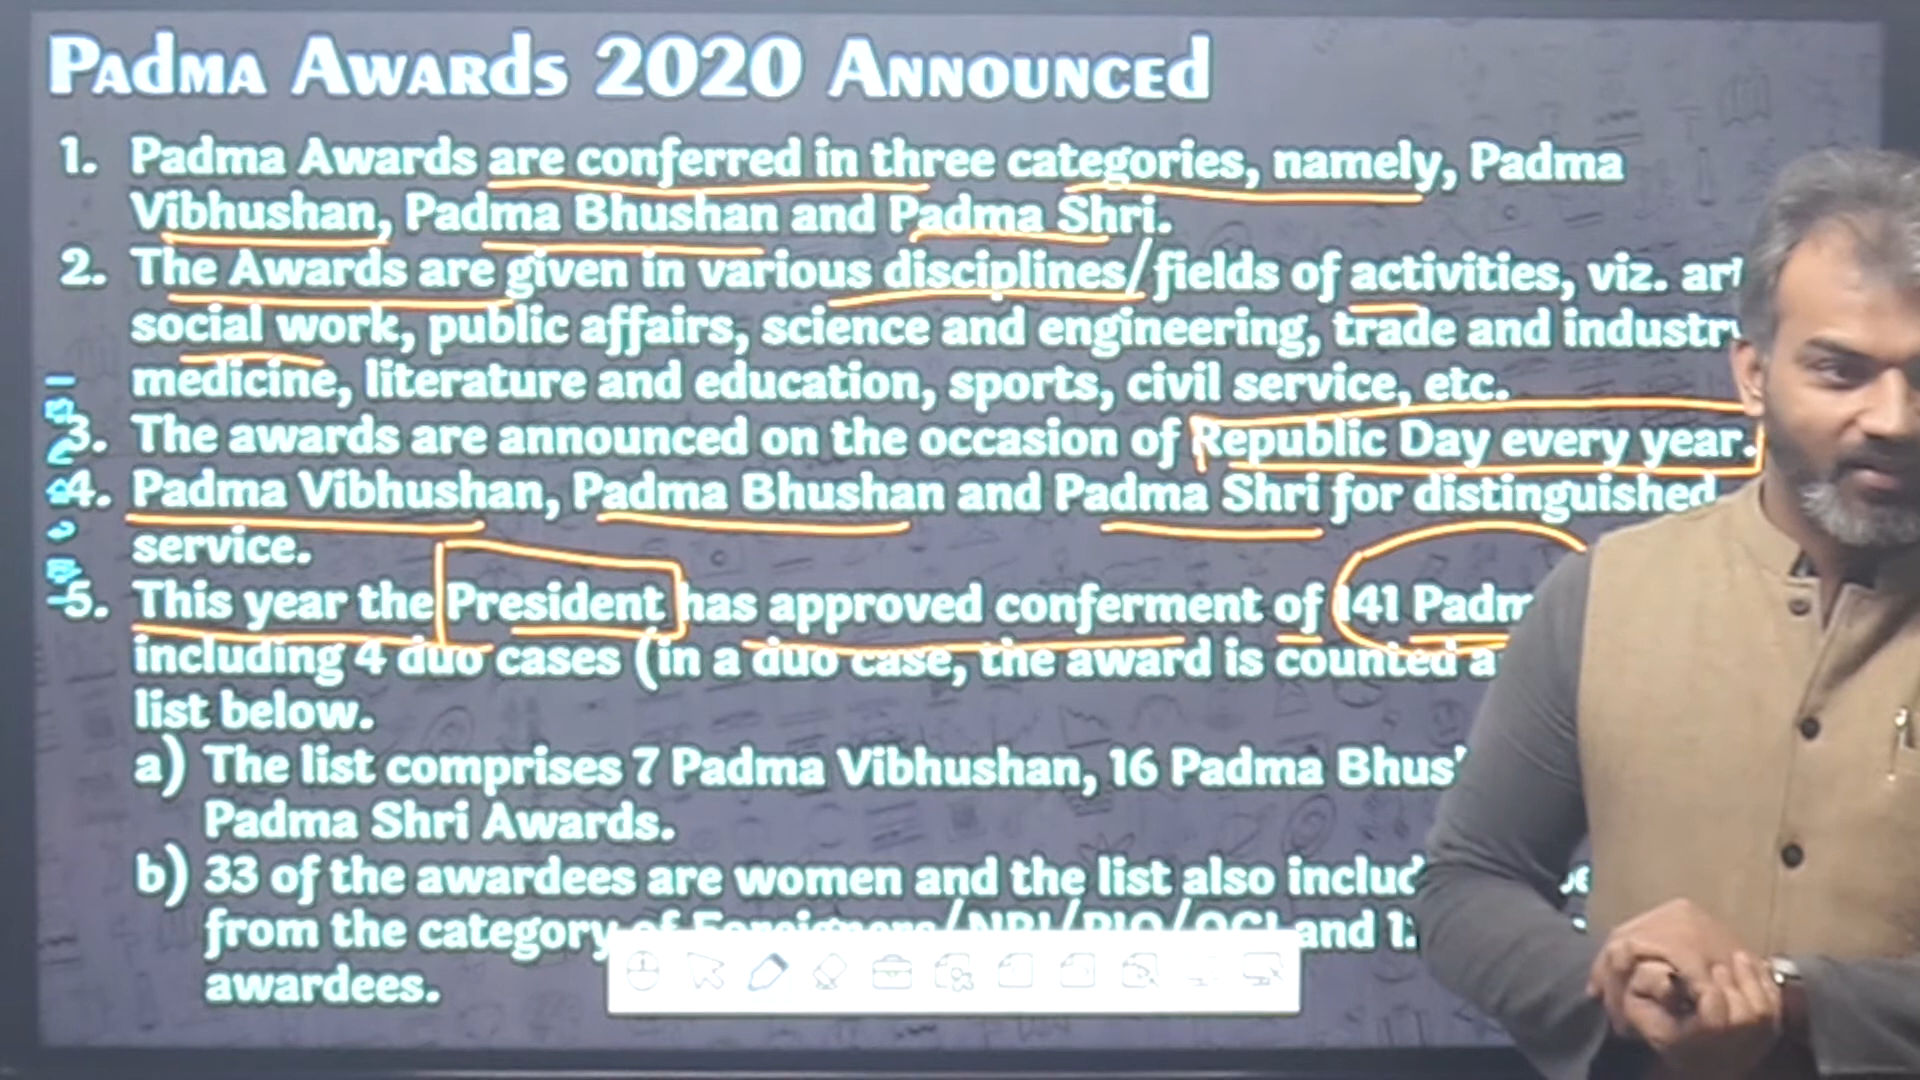 Padma Awards 2020 Announced
1. Padma Awards are conferred in three categories, namely, Padma
Vibhushan, Padma Bhushan and Padma Shri.
2. The Awards are given in various disciplines/fields of activities, viz.
social work, public affairs, science and engineering, trade and
medicine, literature and education, sports, civil service, etc.
3. The awards are announced on the occasion of Republic Day every year.
4. Padma Vibhushan, Padma Bhushan and Padma Shri for distinguished
service.
5. This year the President has approved conferment of 141
including 4 duo cases (in a duo case, the award is counted
list below.
a) The list comprises 7 Padma Vibhushan, 16 Padma
Padma Shri Awards.
b) 33 of the awardees are women and the list also
from the category of Foreigners/NRI/PIO/OCI and
awardees.